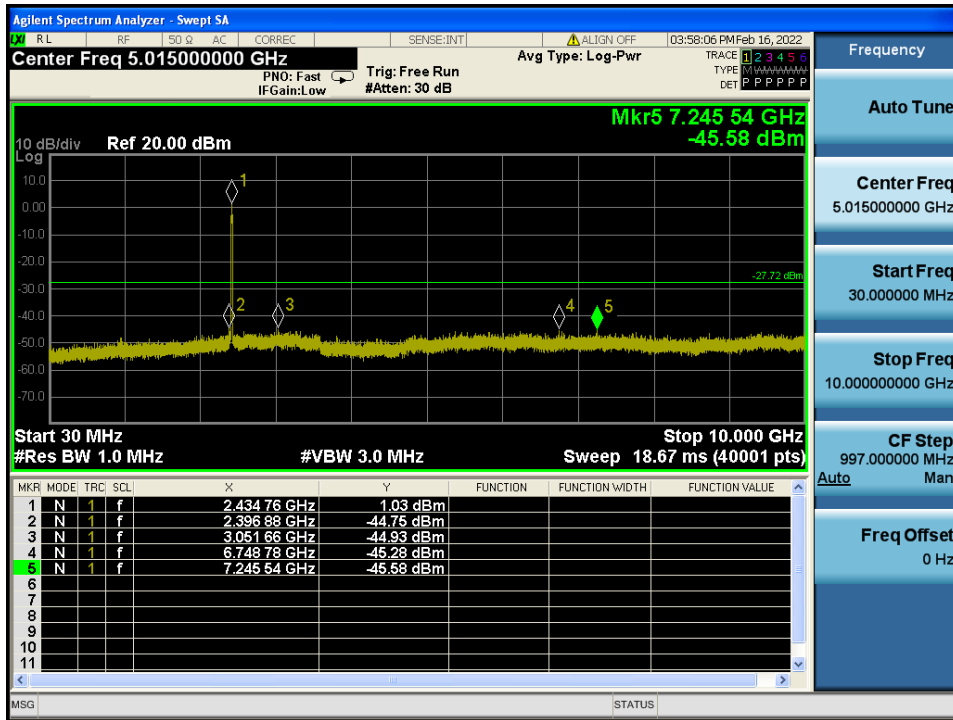 Agilent Spectrum Analyzer - Swept SA
LXI RL RF 50 Ω AC CORREC SENSE:INT ALIGN OFF 03:58:06 PM Feb 16, 2022
Center Freq 5.015000000 GHz
PNO: Fast
IFGain:Low
Trig: Free Run
#Atten: 30 dB
Avg Type: Log-Pwr
TRACE 1 2 3 4 5 6
TYPE M WWWWW
DET P P P P P P
Mkr5 7.245 54 GHz
-45.58 dBm
10 dB/div Ref 20.00 dBm
Log
10.0
0.00
-10.0
-20.0
-30.0
-40.0
-50.0
-60.0
-70.0
1
2
3
4
5
-27.72 dBm
Start 30 MHz Stop 10.000 GHz
#Res BW 1.0 MHz #VBW 3.0 MHz Sweep 18.67 ms (40001 pts)
MKR MODE TRC SCL X Y FUNCTION FUNCTION WIDTH FUNCTION VALUE
1 N 1 f 2.434 76 GHz 1.03 dBm
2 N 1 f 2.396 88 GHz -44.75 dBm
3 N 1 f 3.051 66 GHz -44.93 dBm
4 N 1 f 6.748 78 GHz -45.28 dBm
5 N 1 f 7.245 54 GHz -45.58 dBm
6
7
8
9
10
11
MSG STATUS
Frequency
Auto Tune
Center Freq
5.015000000 GHz
Start Freq
30.000000 MHz
Stop Freq
10.000000000 GHz
CF Step
997.000000 MHz
Auto Man
Freq Offset
0 Hz